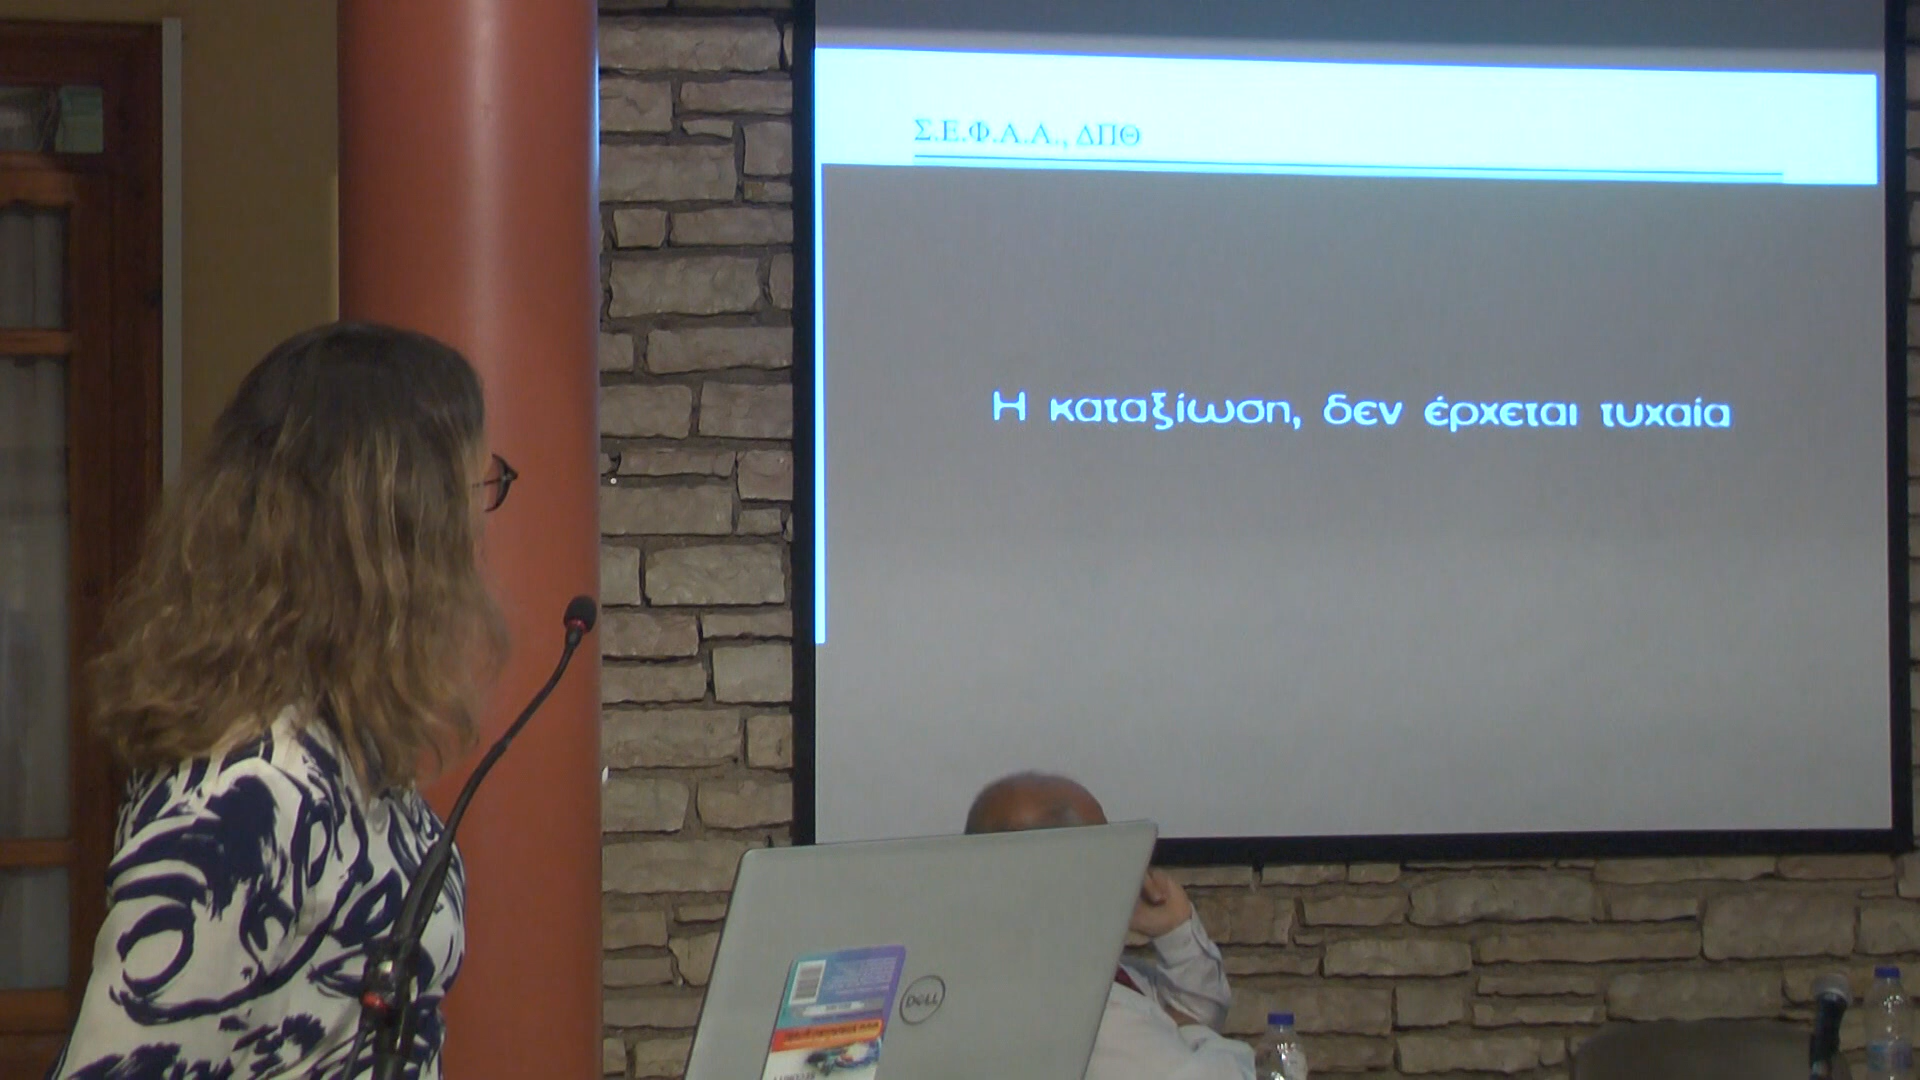 Σ.Ε.Φ.Α.Α., ΔΠΘ
Η καταξίωση, δεν έρχεται τυχαία
DELL